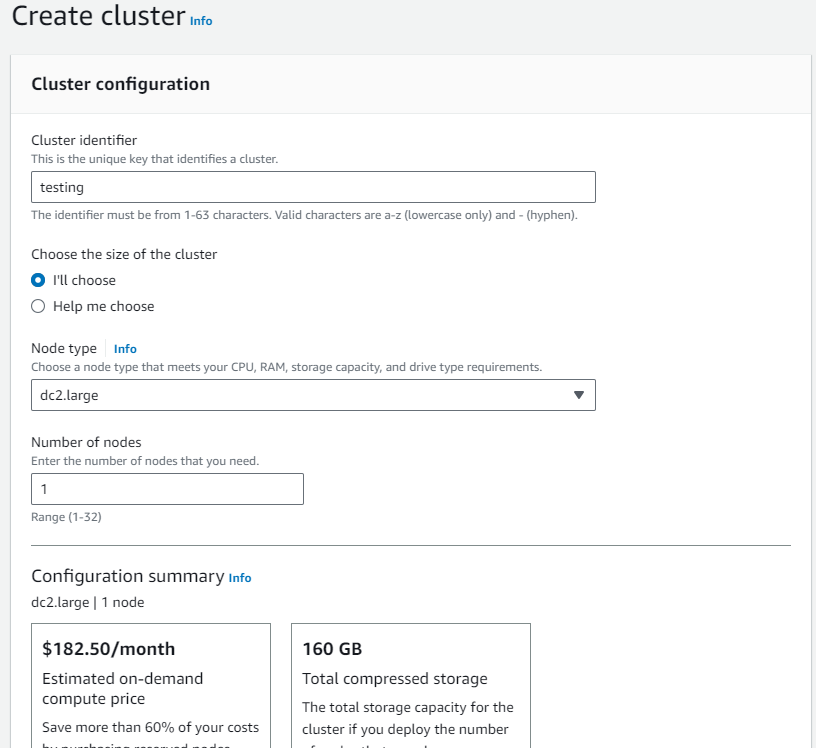 Create cluster Info
Cluster configuration
Cluster identifier
This is the unique key that identifies a cluster.
testing
The identifier must be from 1-63 characters. Valid characters are a-z (lowercase only) and - (hyphen).
Choose the size of the cluster
I'll choose
Help me choose
Node type Info
Choose a node type that meets your CPU, RAM, storage capacity, and drive type requirements.
dc2.large
Number of nodes
Enter the number of nodes that you need.
1
Range (1-32)
Configuration summary Info
dc2.large | 1 node
$182.50/month
Estimated on-demand
compute price
Save more than 60% of your costs
by purchasing reserved nodes
160 GB
Total compressed storage
The total storage capacity for the
cluster if you deploy the number